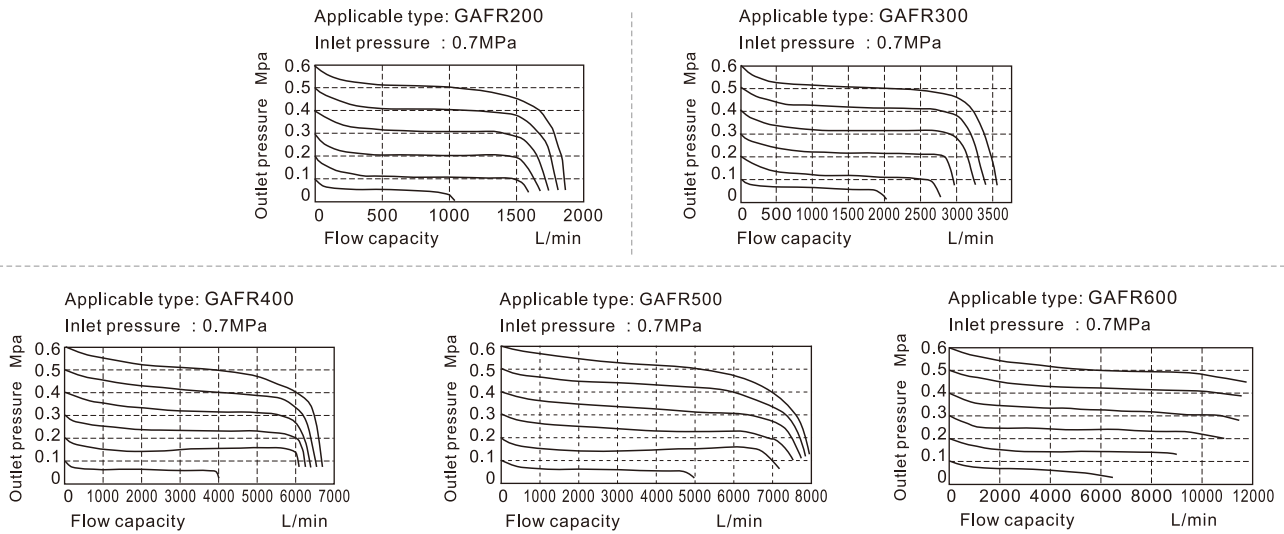 Applicable type: GAFR200
Inlet pressure : 0.7MPa
Outlet pressure Mpa
0.6
0.5
0.4
0.3
0.2
0.1
0
0 500 1000 1500 2000
Flow capacity L/min
Applicable type: GAFR300
Inlet pressure : 0.7MPa
Outlet pressure Mpa
0.6
0.5
0.4
0.3
0.2
0.1
0
0 500 1000 1500 2000 2500 3000 3500
Flow capacity L/min
Applicable type: GAFR400
Inlet pressure : 0.7MPa
Outlet pressure Mpa
0.6
0.5
0.4
0.3
0.2
0.1
0
0 1000 2000 3000 4000 5000 6000 7000
Flow capacity L/min
Applicable type: GAFR500
Inlet pressure : 0.7MPa
Outlet pressure Mpa
0.6
0.5
0.4
0.3
0.2
0.1
0
0 1000 2000 3000 4000 5000 6000 7000 8000
Flow capacity L/min
Applicable type: GAFR600
Inlet pressure : 0.7MPa
Outlet pressure Mpa
0.6
0.5
0.4
0.3
0.2
0.1
0
0 2000 4000 6000 8000 10000 12000
Flow capacity L/min